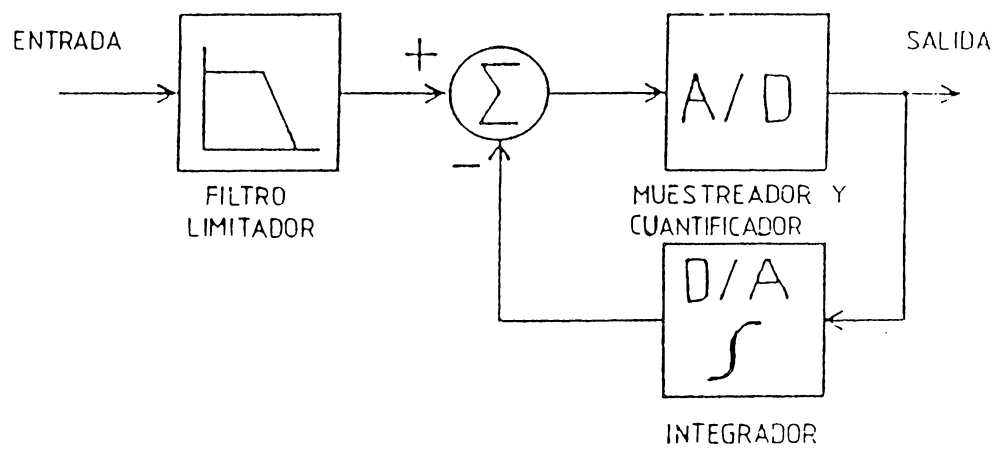 ENTRADA
SALIDA
+
Σ
−
A/D
FILTRO
LIMITADOR
MUESTREADOR Y
CUANTIFICADOR
D/A
∫
INTEGRADOR